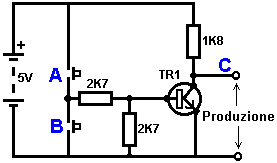 +
1K8
C
5V
A
2K7
TR1
Produzione
B
2K7